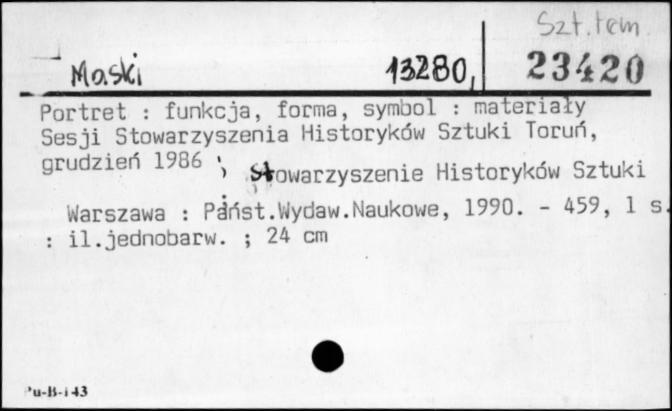 Szt.tem
Maski 13280, 23420
Portret : funkcja, forma, symbol : materiały
Sesji Stowarzyszenia Historyków Sztuki Toruń,
grudzień 1986 ; Stowarzyszenie Historyków Sztuki
Warszawa : Państ.Wydaw.Naukowe, 1990. - 459, 1 s.
: il.jednobarw. ; 24 cm
Pu-B-143